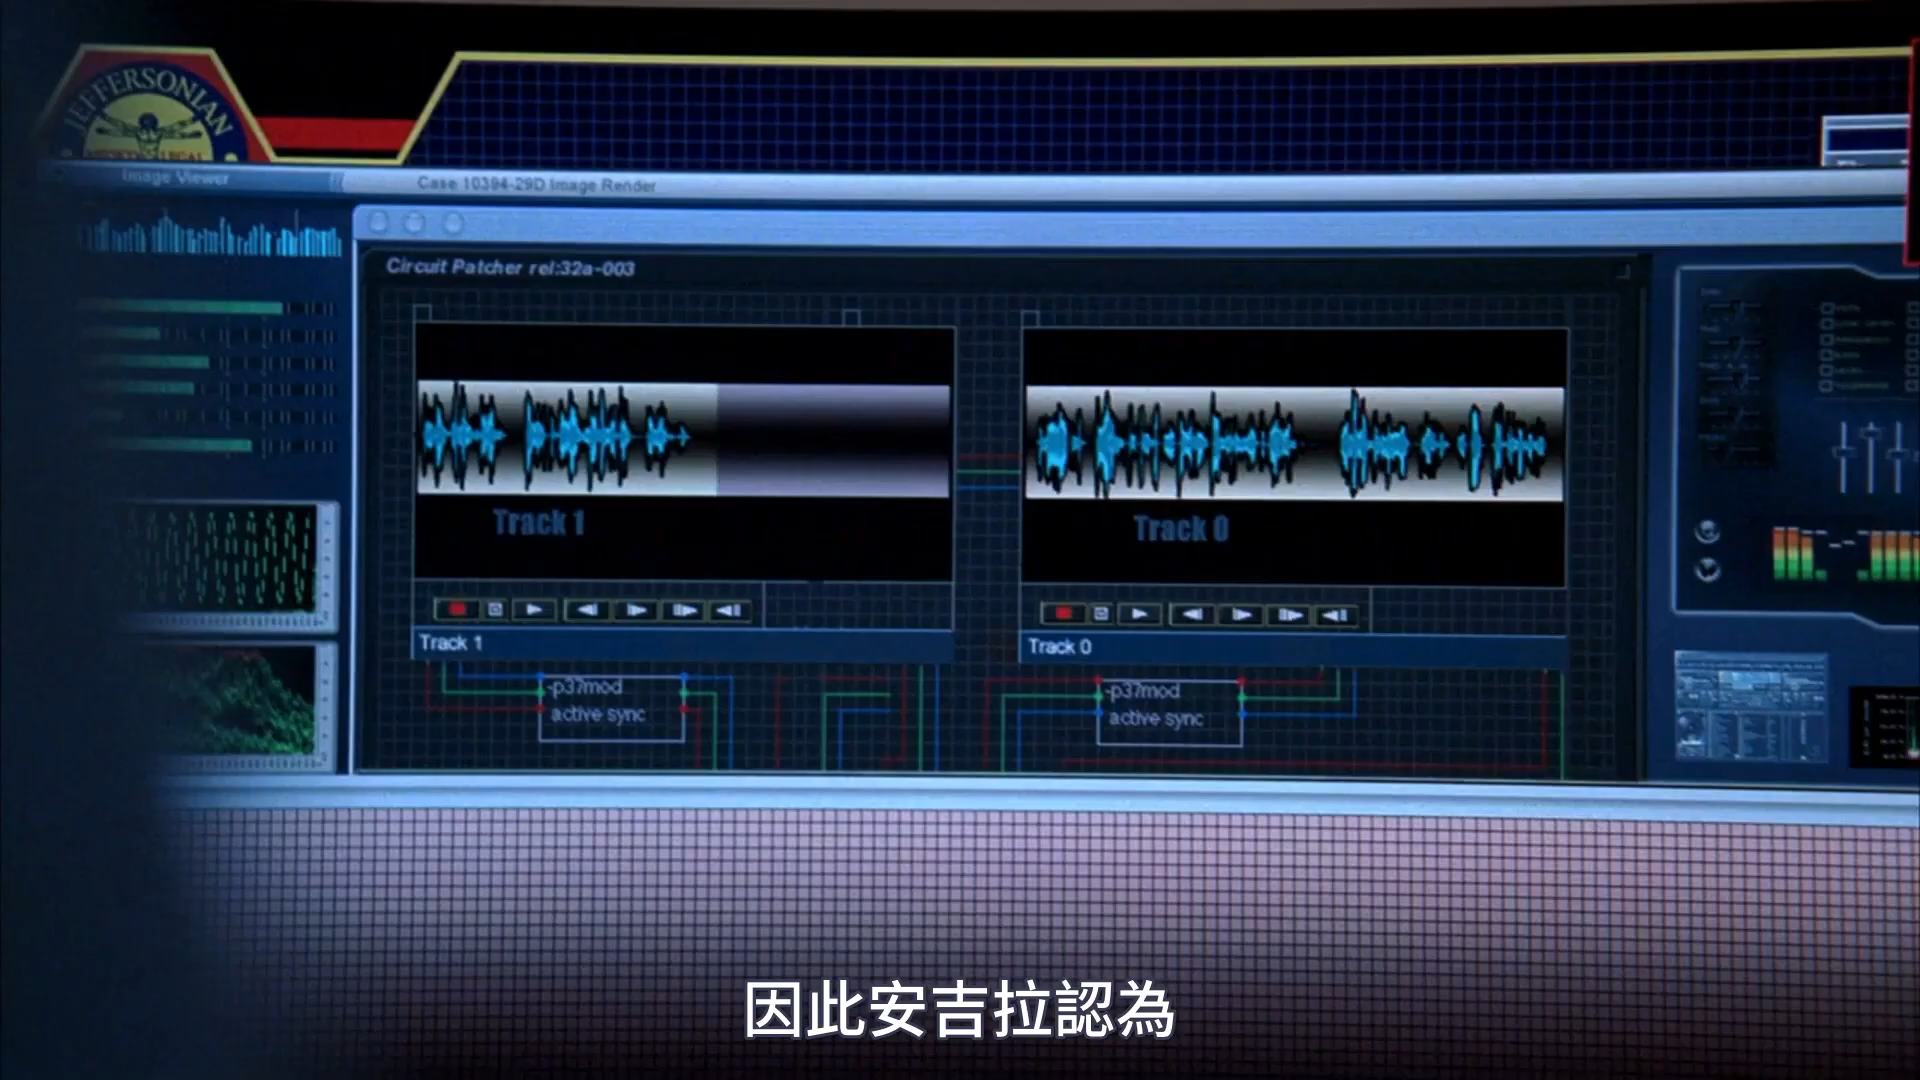 JEFFERSONIAN
Image Viewer
Case 10394-29D Image Render
Circuit Patcher rel:32a-003
Track 1
Track 0
Track 1
Track 0
-p37mod
active sync
-p37mod
active sync
因此安吉拉認為